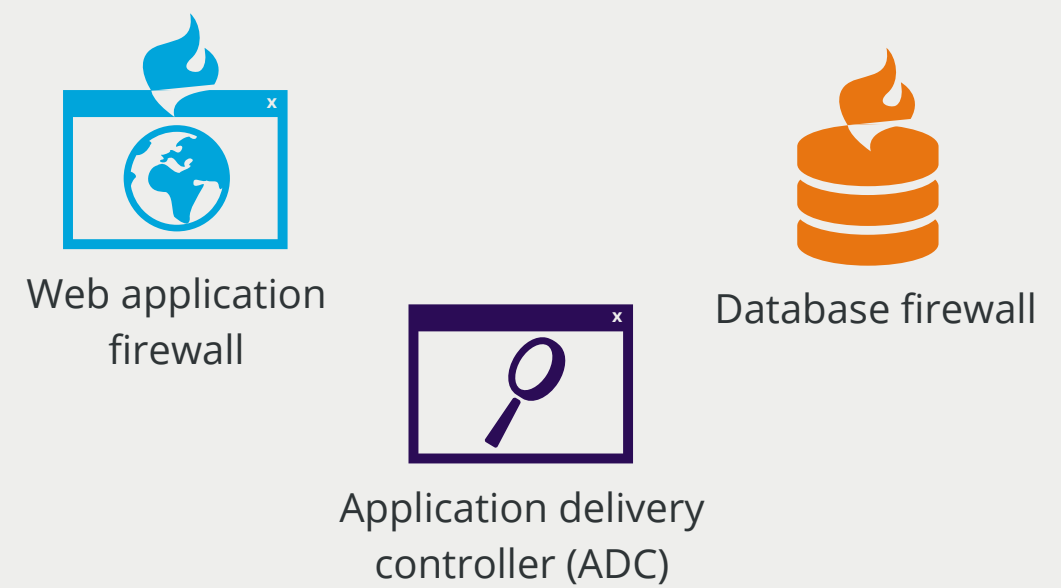 x
Web application
firewall
Database firewall
x
Application delivery
controller (ADC)